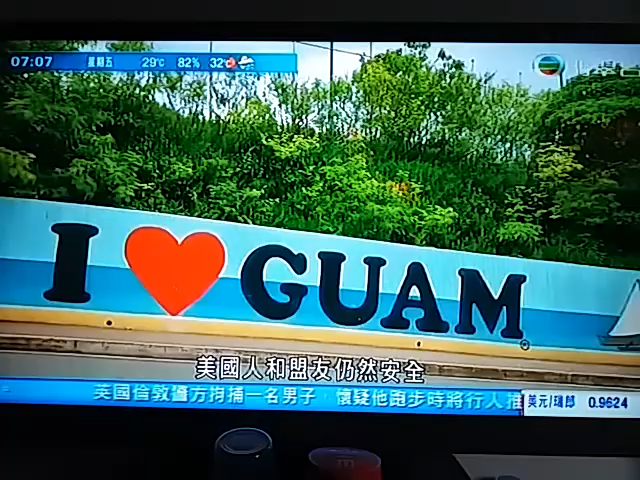 07:07 星期五 29℃ 82% 32℃
I ❤ GUAM
美國人和盟友仍然安全
英國倫敦警方拘捕一名男子,懷疑他跑步時將行人推
美元/瑞郎 0.9624